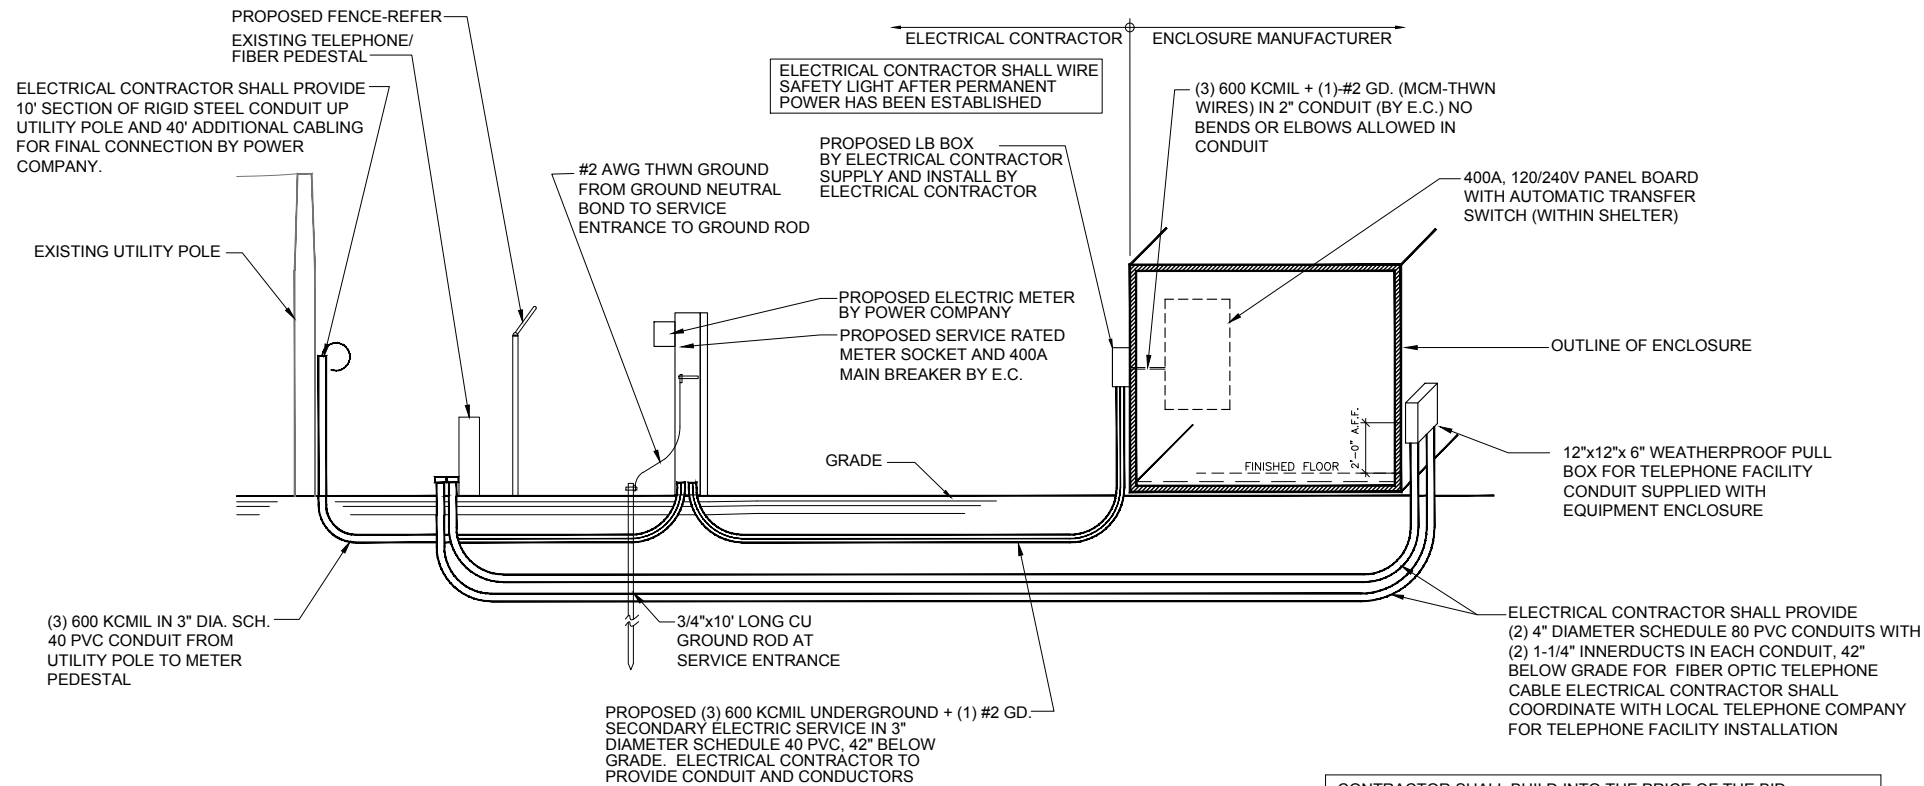 PROPOSED FENCE-REFER
EXISTING TELEPHONE/
FIBER PEDESTAL
ELECTRICAL CONTRACTOR SHALL PROVIDE
10' SECTION OF RIGID STEEL CONDUIT UP
UTILITY POLE AND 40' ADDITIONAL CABLING
FOR FINAL CONNECTION BY POWER
COMPANY.
EXISTING UTILITY POLE
#2 AWG THWN GROUND
FROM GROUND NEUTRAL
BOND TO SERVICE
ENTRANCE TO GROUND ROD
ELECTRICAL CONTRACTOR
ENCLOSURE MANUFACTURER
ELECTRICAL CONTRACTOR SHALL WIRE
SAFETY LIGHT AFTER PERMANENT
POWER HAS BEEN ESTABLISHED
PROPOSED LB BOX
BY ELECTRICAL CONTRACTOR
SUPPLY AND INSTALL BY
ELECTRICAL CONTRACTOR
(3) 600 KCMIL + (1)-#2 GD. (MCM-THWN
WIRES) IN 2" CONDUIT (BY E.C.) NO
BENDS OR ELBOWS ALLOWED IN
CONDUIT
400A, 120/240V PANEL BOARD
WITH AUTOMATIC TRANSFER
SWITCH (WITHIN SHELTER)
PROPOSED ELECTRIC METER
BY POWER COMPANY
PROPOSED SERVICE RATED
METER SOCKET AND 400A
MAIN BREAKER BY E.C.
OUTLINE OF ENCLOSURE
GRADE
FINISHED FLOOR
2'-0" A.F.F.
12"x12"x 6" WEATHERPROOF PULL
BOX FOR TELEPHONE FACILITY
CONDUIT SUPPLIED WITH
EQUIPMENT ENCLOSURE
(3) 600 KCMIL IN 3" DIA. SCH.
40 PVC CONDUIT FROM
UTILITY POLE TO METER
PEDESTAL
3/4"x10' LONG CU
GROUND ROD AT
SERVICE ENTRANCE
PROPOSED (3) 600 KCMIL UNDERGROUND + (1) #2 GD.
SECONDARY ELECTRIC SERVICE IN 3"
DIAMETER SCHEDULE 40 PVC, 42" BELOW
GRADE. ELECTRICAL CONTRACTOR TO
PROVIDE CONDUIT AND CONDUCTORS
ELECTRICAL CONTRACTOR SHALL PROVIDE
(2) 4" DIAMETER SCHEDULE 80 PVC CONDUITS WITH
(2) 1-1/4" INNERDUCTS IN EACH CONDUIT, 42"
BELOW GRADE FOR FIBER OPTIC TELEPHONE
CABLE ELECTRICAL CONTRACTOR SHALL
COORDINATE WITH LOCAL TELEPHONE COMPANY
FOR TELEPHONE FACILITY INSTALLATION
CONTRACTOR SHALL BUILD INTO THE PRICE OF THE BID